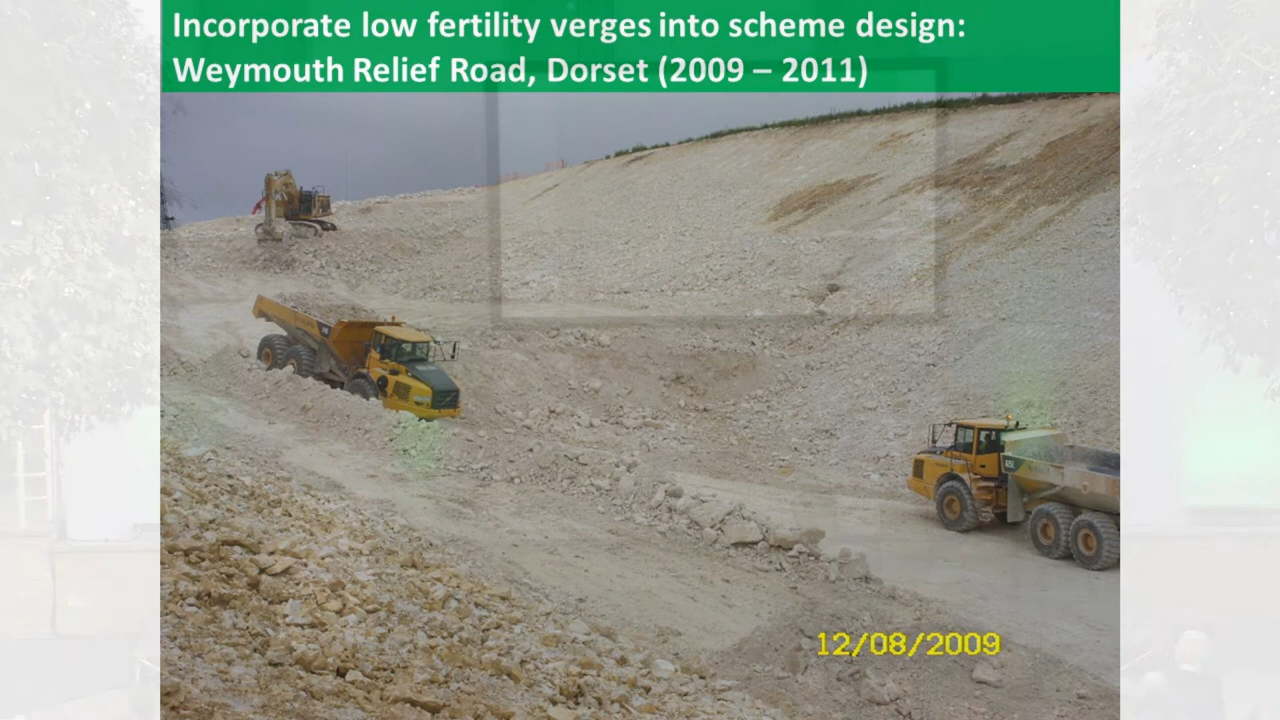 Incorporate low fertility verges into scheme design:
Weymouth Relief Road, Dorset (2009 – 2011)
12/08/2009